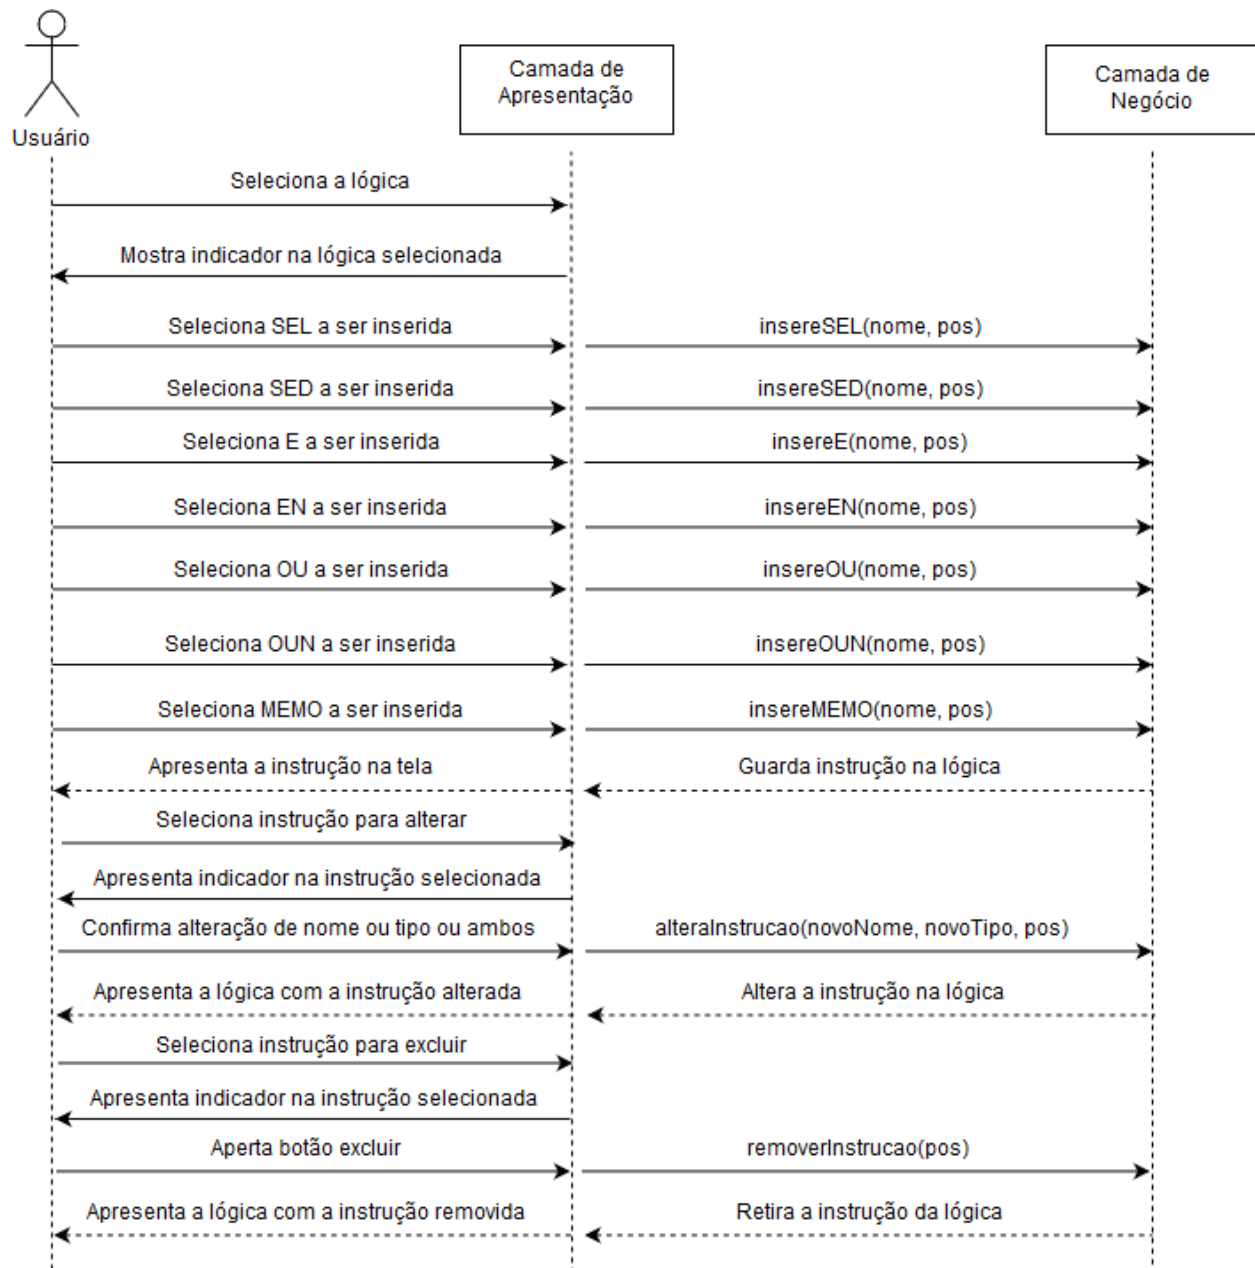 Usuário
Camada de
Apresentação
Camada de
Negócio
Seleciona a lógica
Mostra indicador na lógica selecionada
Seleciona SEL a ser inserida
insereSEL(nome, pos)
Seleciona SED a ser inserida
insereSED(nome, pos)
Seleciona E a ser inserida
insereE(nome, pos)
Seleciona EN a ser inserida
insereEN(nome, pos)
Seleciona OU a ser inserida
insereOU(nome, pos)
Seleciona OUN a ser inserida
insereOUN(nome, pos)
Seleciona MEMO a ser inserida
insereMEMO(nome, pos)
Apresenta a instrução na tela
Guarda instrução na lógica
Seleciona instrução para alterar
Apresenta indicador na instrução selecionada
Confirma alteração de nome ou tipo ou ambos
alteraInstrucao(novoNome, novoTipo, pos)
Apresenta a lógica com a instrução alterada
Altera a instrução na lógica
Seleciona instrução para excluir
Apresenta indicador na instrução selecionada
Aperta botão excluir
removerInstrucao(pos)
Apresenta a lógica com a instrução removida
Retira a instrução da lógica